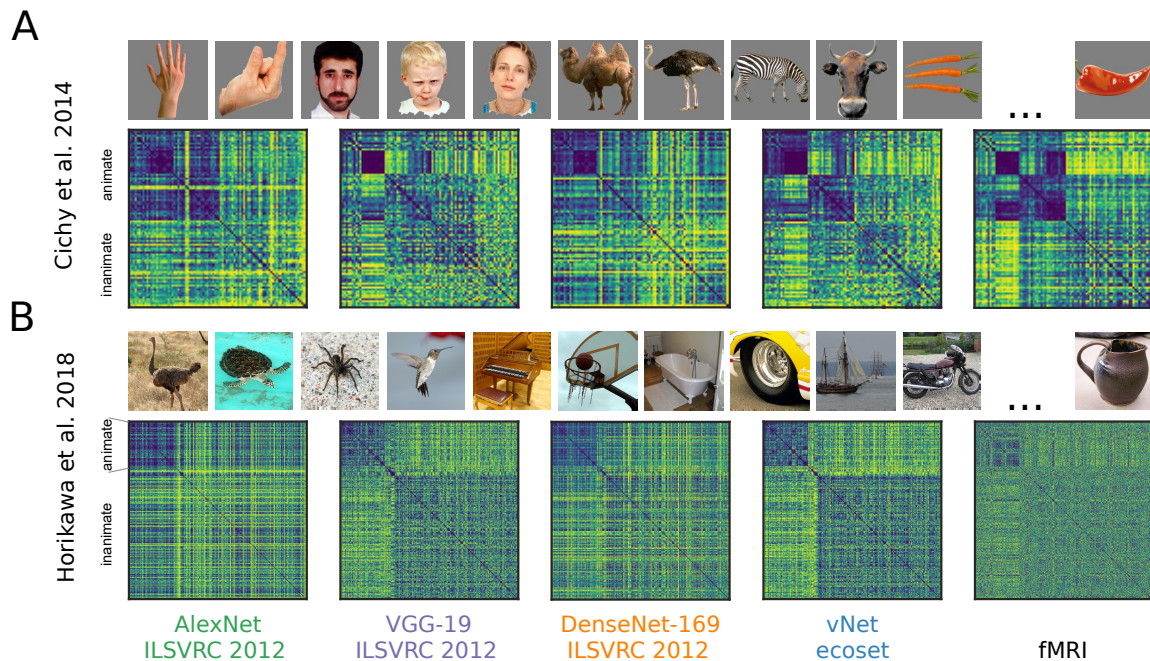 A
Cichy et al. 2014
animate
inanimate
...
B
Horikawa et al. 2018
animate
inanimate
...
AlexNet
ILSVRC 2012
VGG-19
ILSVRC 2012
DenseNet-169
ILSVRC 2012
vNet
ecoset
fMRI